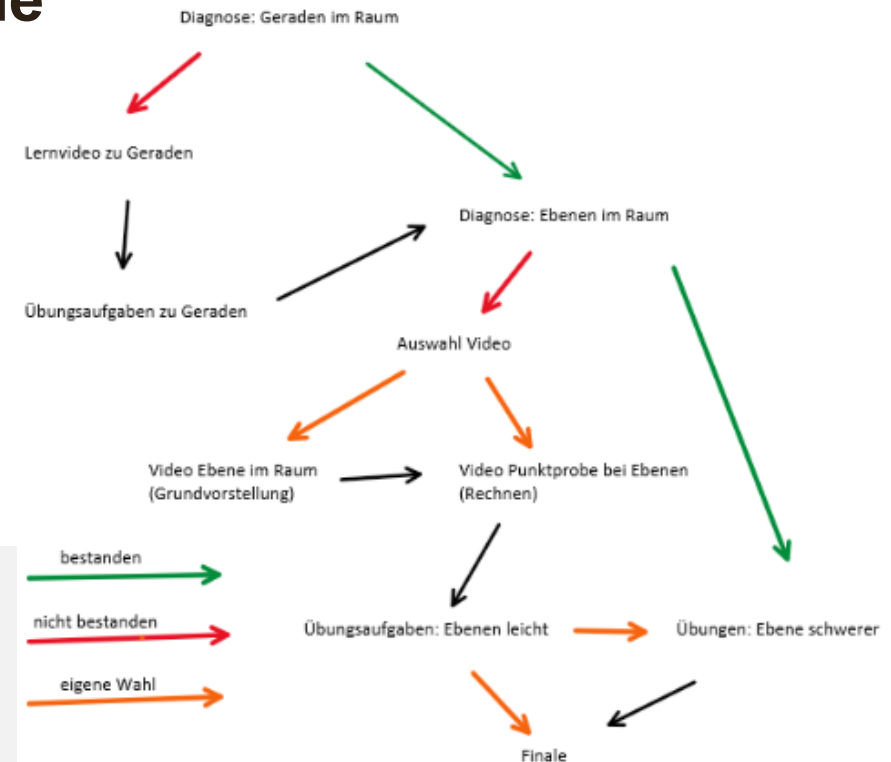 Diagnose: Geraden im Raum
Lernvideo zu Geraden
Diagnose: Ebenen im Raum
Übungsaufgaben zu Geraden
Auswahl Video
Video Ebene im Raum
(Grundvorstellung)
Video Punktprobe bei Ebenen
(Rechnen)
bestanden
nicht bestanden
eigene Wahl
Übungsaufgaben: Ebenen leicht
Übungen: Ebene schwerer
Finale